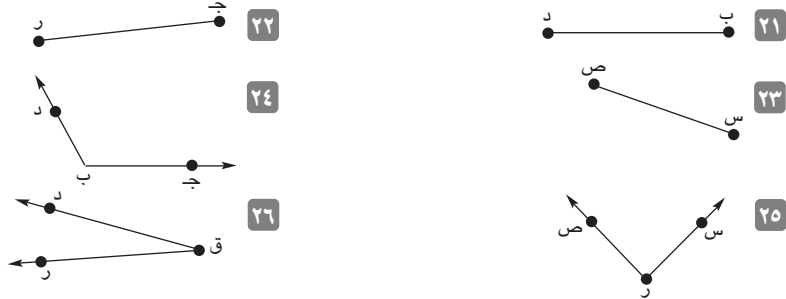 ٢١ ب د
٢٢ جـ ر
٢٣ ص س
٢٤ د ب جـ
٢٥ س ص ر
٢٦ د ق ر